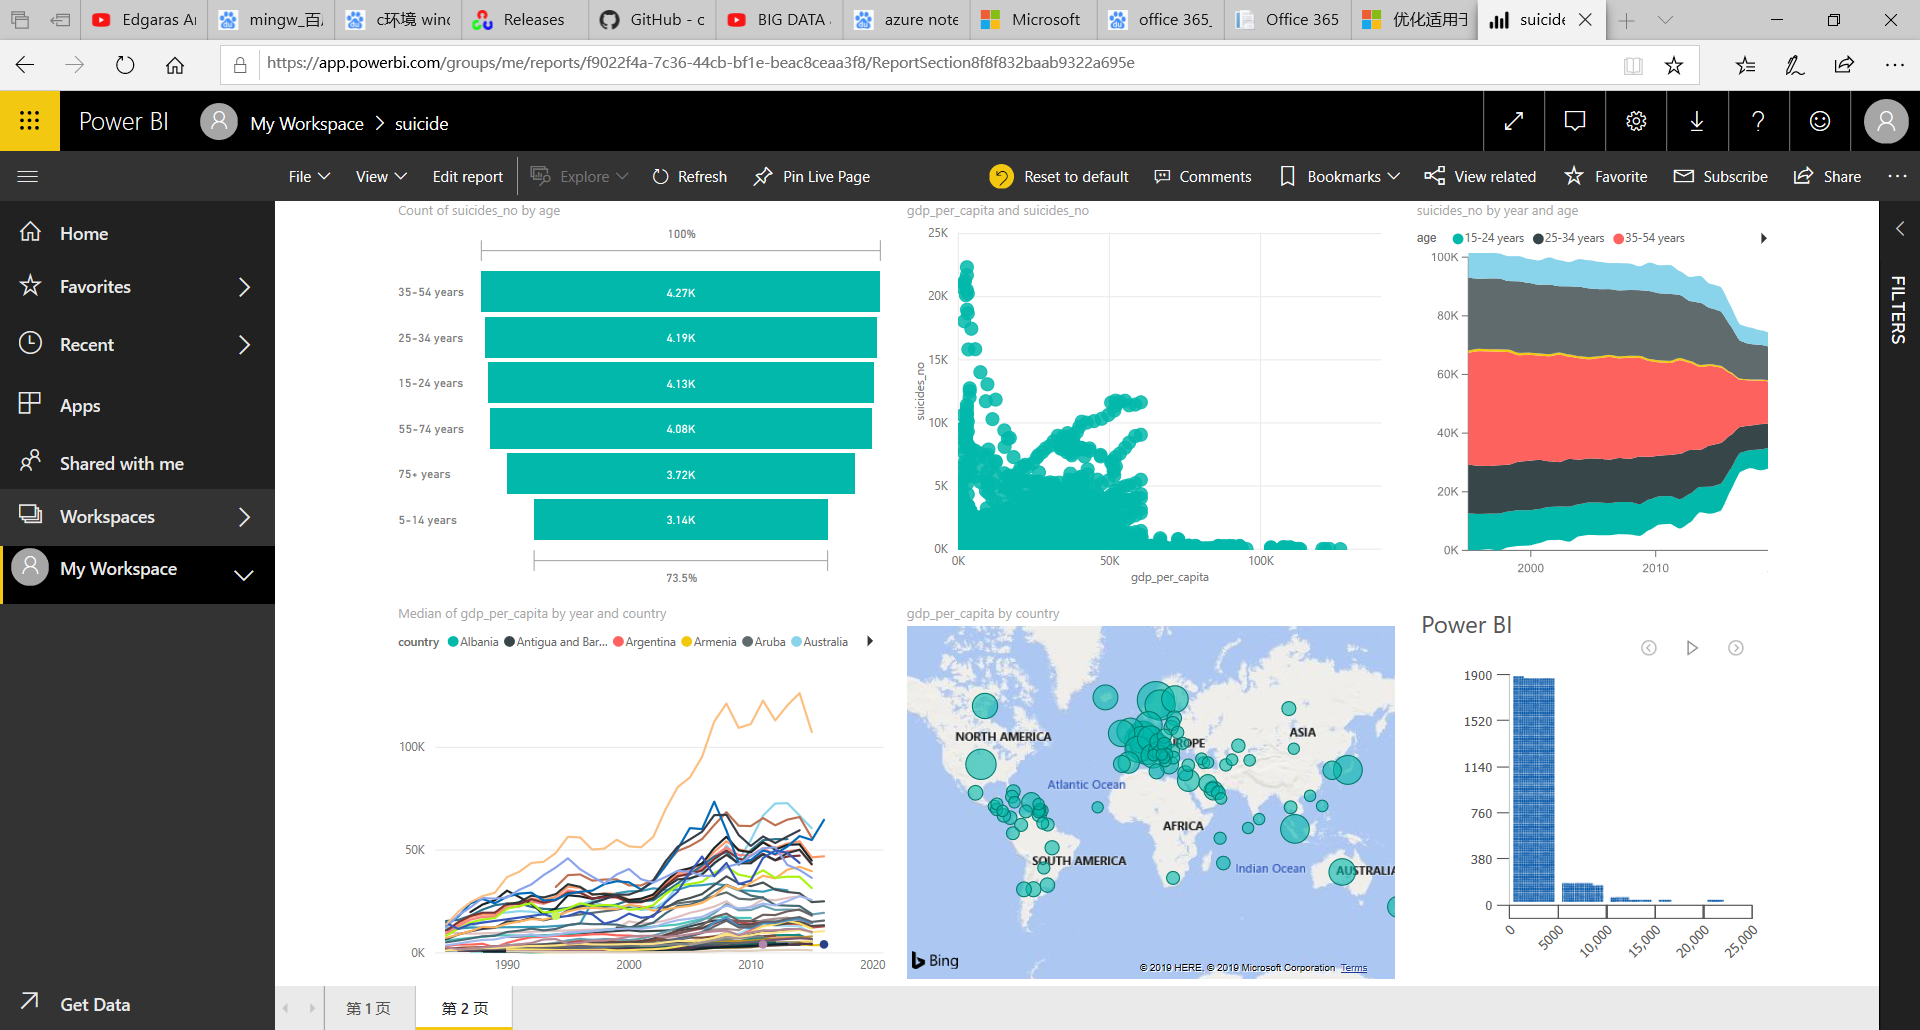 Edgaras Ar
mingw_百度
c环境 winc
Releases
GitHub - c
BIG DATA
azure note
Microsoft
office 365_
Office 365
优化适用于
suicide
https://app.powerbi.com/groups/me/reports/f9022f4a-7c36-44cb-bf1e-beac8ceaa3f8/ReportSection8f8f832baab9322a695e
Power BI
My Workspace > suicide
File
View
Edit report
Explore
Refresh
Pin Live Page
Reset to default
Comments
Bookmarks
View related
Favorite
Subscribe
Share
Home
Favorites
Recent
Apps
Shared with me
Workspaces
My Workspace
Get Data
FILTERS
Count of suicides_no by age
100%
35-54 years
4.27K
25-34 years
4.19K
15-24 years
4.13K
55-74 years
4.08K
75+ years
3.72K
5-14 years
3.14K
73.5%
gdp_per_capita and suicides_no
25K
20K
15K
10K
5K
0K
suicides_no
0K
50K
100K
gdp_per_capita
suicides_no by year and age
age
15-24 years
25-34 years
35-54 years
100K
80K
60K
40K
20K
0K
2000
2010
Median of gdp_per_capita by year and country
country
Albania
Antigua and Bar...
Argentina
Armenia
Aruba
Australia
100K
50K
0K
1990
2000
2010
2020
gdp_per_capita by country
NORTH AMERICA
ASIA
Atlantic Ocean
AFRICA
SOUTH AMERICA
Indian Ocean
AUSTRALIA
Bing
© 2019 HERE, © 2019 Microsoft Corporation Terms
Power BI
1900
1520
1140
760
380
0
0
5000
10,000
15,000
20,000
25,000
第 1 页
第 2 页